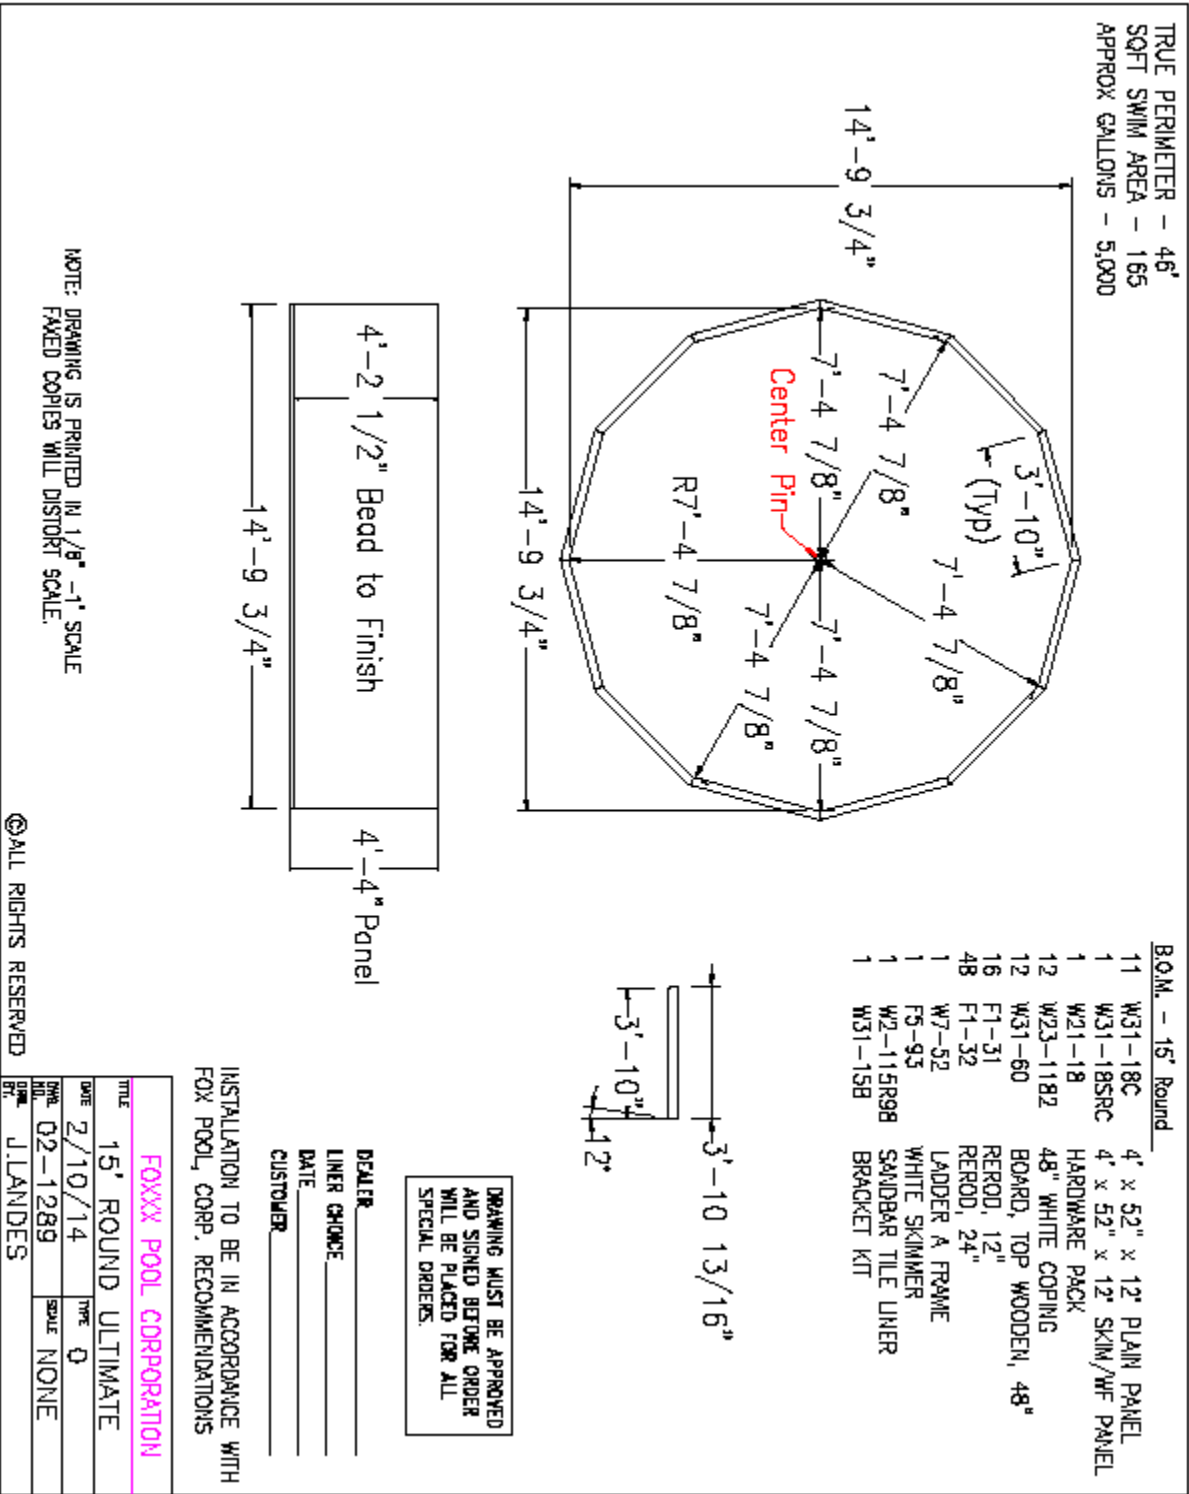 TRUE PERIMETER - 46'
SQFT SWIM AREA - 165
APPROX GALLONS - 5,000
14'-9 3/4"
3'-10"
(Typ)
7'-4 7/8"
7'-4 7/8"
7'-4 7/8"
7'-4 7/8"
Center Pin
R7'-4 7/8"
7'-4 7/8"
14'-9 3/4"
4'-2 1/2" Bead to Finish
4'-4" Panel
14'-9 3/4"
NOTE: DRAWING IS PRINTED IN 1/8" -1' SCALE
FAXED COPIES WILL DISTORT SCALE.
©ALL RIGHTS RESERVED
B.O.M. - 15' Round
11 W31-18C 4' x 52" x 12° PLAIN PANEL
1 W31-18SRC 4' x 52" x 12° SKIM/WF PANEL
1 W21-18 HARDWARE PACK
12 W23-1182 48" WHITE COPING
12 W31-60 BOARD, TOP WOODEN, 48"
16 F1-31 REROD, 12"
48 F1-32 REROD, 24"
1 W7-52 LADDER A FRAME
1 F5-93 WHITE SKIMMER
1 W2-115R98 SANDBAR TILE LINER
1 W31-15B BRACKET KIT
3'-10 13/16"
3'-10"
12°
DRAWING MUST BE APPROVED
AND SIGNED BEFORE ORDER
WILL BE PLACED FOR ALL
SPECIAL ORDERS.
DEALER
LINER CHOICE
DATE
CUSTOMER
INSTALLATION TO BE IN ACCORDANCE WITH
FOX POOL, CORP. RECOMMENDATIONS
FOXXX POOL CORPORATION
TITLE 15' ROUND ULTIMATE
DATE 2/10/14 TYPE 0
DWG. NO. 02-1289 SCALE NONE
DRN. BY. J.LANDES